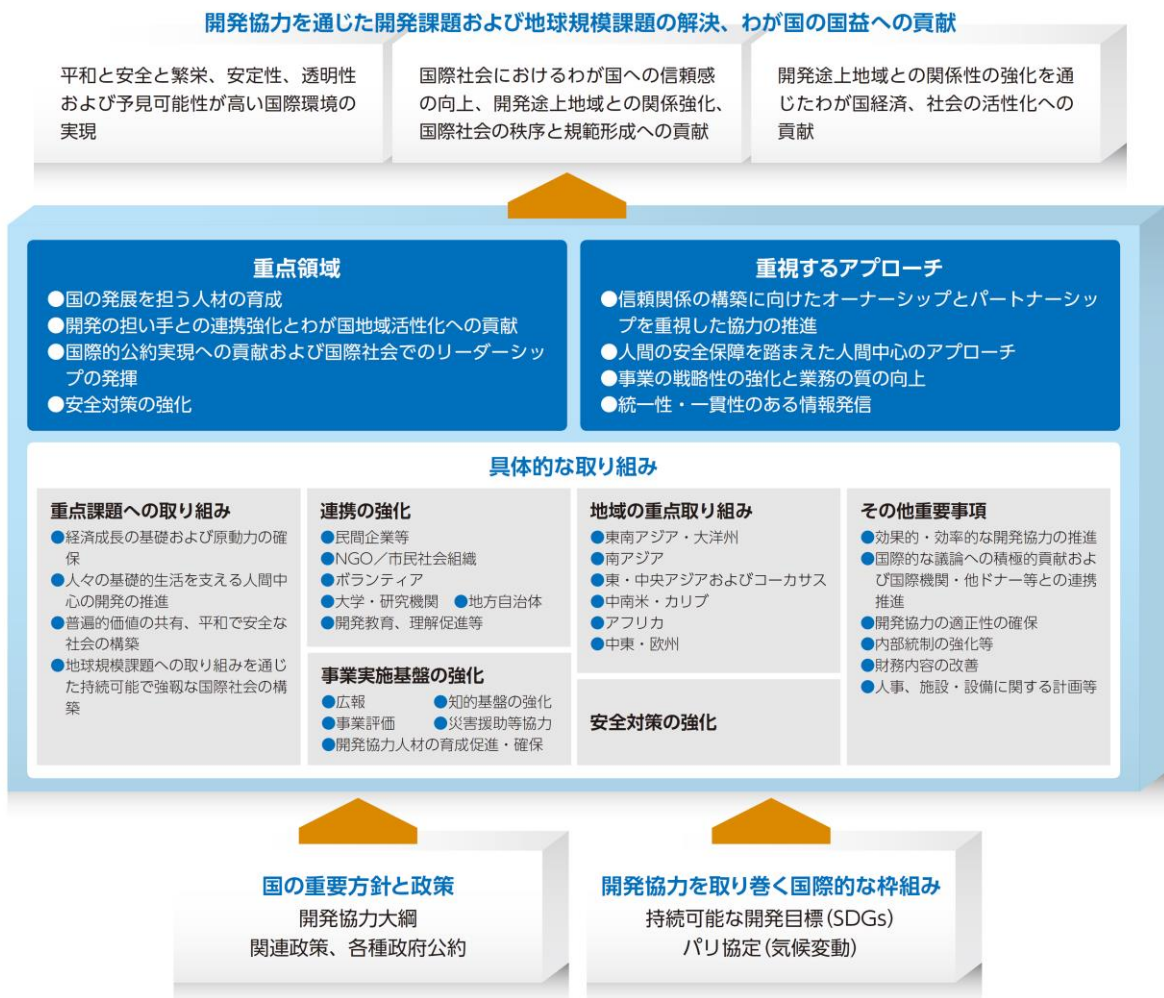 開発協力を通じた開発課題および地球規模課題の解決、わが国の国益への貢献
平和と安全と繁栄、安定性、透明性
および予見可能性が高い国際環境の
実現
国際社会におけるわが国への信頼感
の向上、開発途上地域との関係強化、
国際社会の秩序と規範形成への貢献
開発途上地域との関係性の強化を通
じたわが国経済、社会の活性化への
貢献
重点領域
●国の発展を担う人材の育成
●開発の担い手との連携強化とわが国地域活性化への貢献
●国際的公約実現への貢献および国際社会でのリーダーシッ
プの発揮
●安全対策の強化
重視するアプローチ
●信頼関係の構築に向けたオーナーシップとパートナーシッ
プを重視した協力の推進
●人間の安全保障を踏まえた人間中心のアプローチ
●事業の戦略性の強化と業務の質の向上
●統一性・一貫性のある情報発信
具体的な取り組み
重点課題への取り組み
●経済成長の基礎および原動力の確
保
●人々の基礎的生活を支える人間中
心の開発の推進
●普遍的価値の共有、平和で安全な
社会の構築
●地球規模課題への取り組みを通じ
た持続可能で強靱な国際社会の構
築
連携の強化
●民間企業等
●NGO／市民社会組織
●ボランティア
●大学・研究機関 ●地方自治体
●開発教育、理解促進等
事業実施基盤の強化
●広報 ●知的基盤の強化
●事業評価 ●災害援助等協力
●開発協力人材の育成促進・確保
地域の重点取り組み
●東南アジア・大洋州
●南アジア
●東・中央アジアおよびコーカサス
●中南米・カリブ
●アフリカ
●中東・欧州
安全対策の強化
その他重要事項
●効果的・効率的な開発協力の推進
●国際的な議論への積極的貢献およ
び国際機関・他ドナー等との連携
推進
●開発協力の適正性の確保
●内部統制の強化等
●財務内容の改善
●人事、施設・設備に関する計画等
国の重要方針と政策
開発協力大綱
関連政策、各種政府公約
開発協力を取り巻く国際的な枠組み
持続可能な開発目標（SDGs）
パリ協定（気候変動）